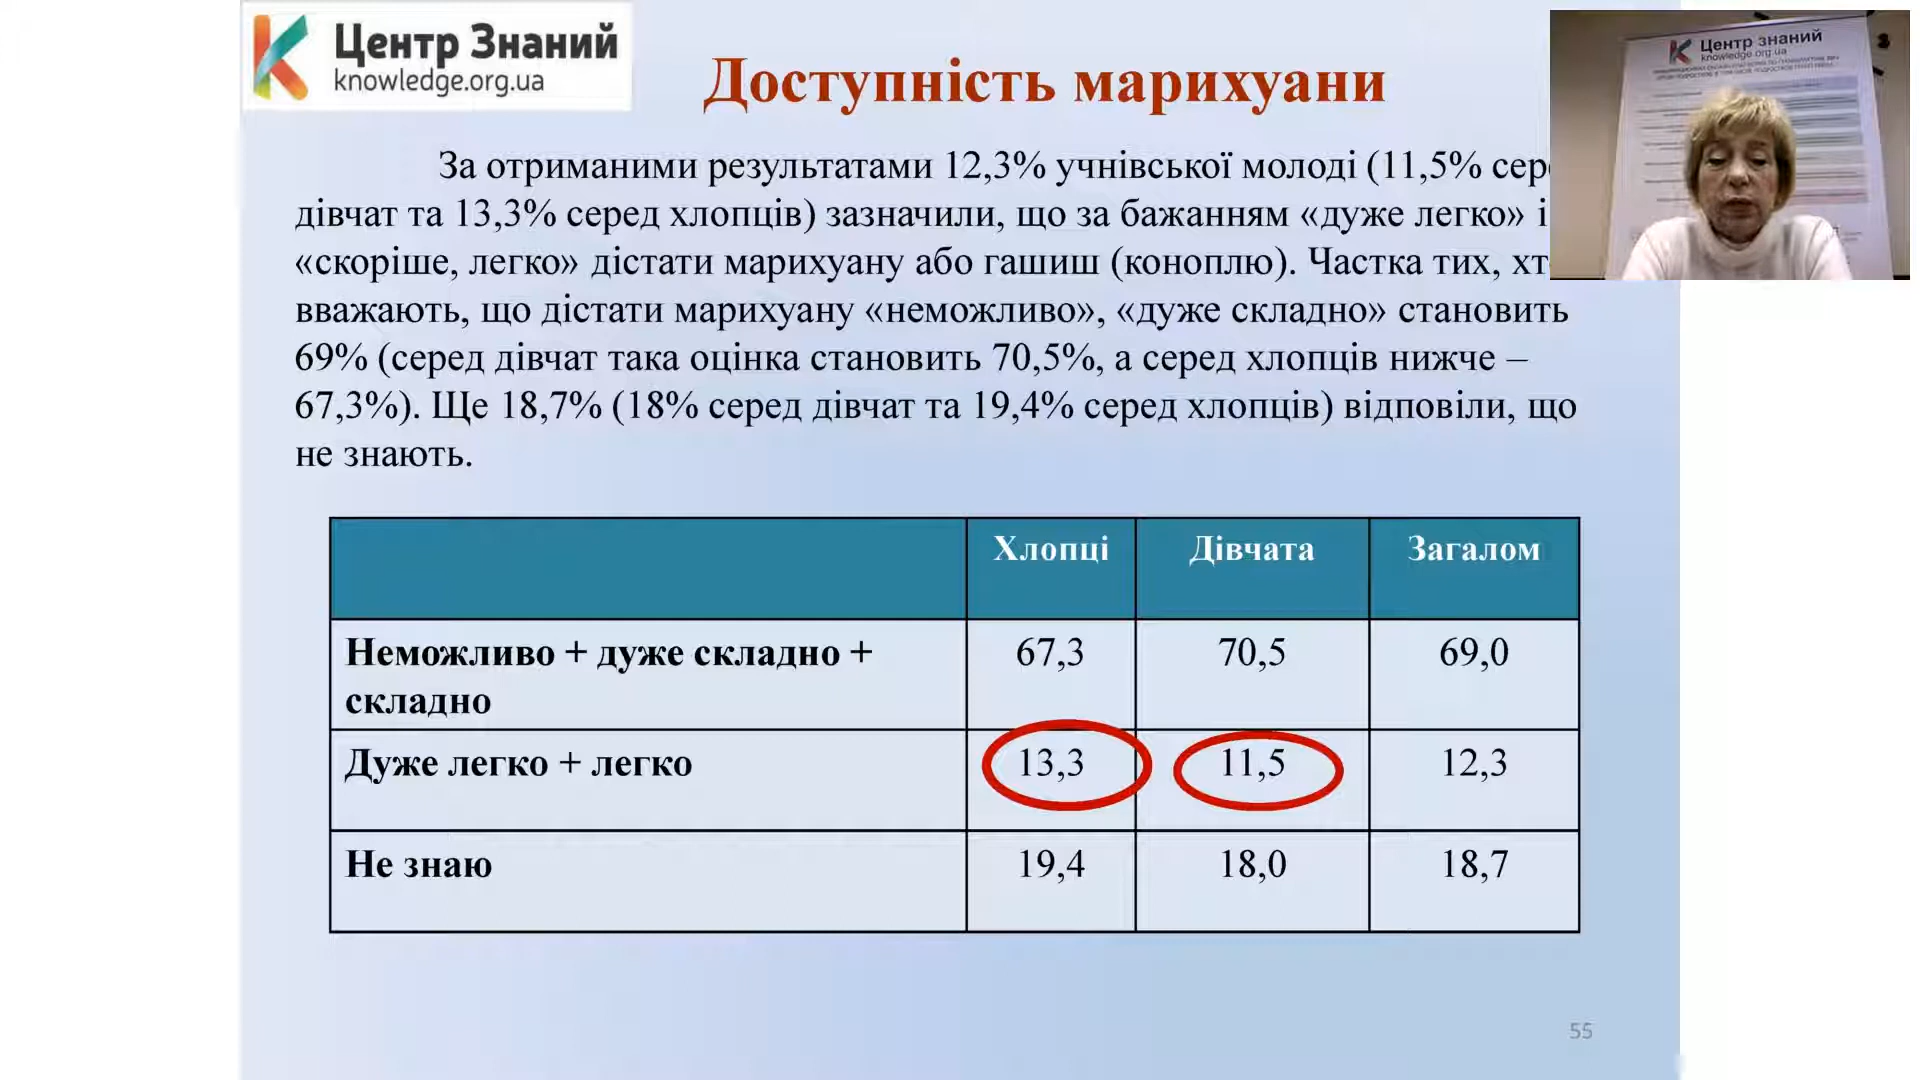 Центр Знаний
knowledge.org.ua
Доступність марихуани
Центр знаний
knowledge.org.ua
За отриманими результатами 12,3% учнівської молоді (11,5%
дівчат та 13,3% серед хлопців) зазначили, що за бажанням «дуже легко» і
«скоріше, легко» дістати марихуану або гашиш (коноплю). Частка тих,
вважають, що дістати марихуану «неможливо», «дуже складно» становить
69% (серед дівчат така оцінка становить 70,5%, а серед хлопців нижче –
67,3%). Ще 18,7% (18% серед дівчат та 19,4% серед хлопців) відповіли, що
не знають.
Хлопці Дівчата Загалом
Неможливо + дуже складно +
складно 67,3 70,5 69,0
Дуже легко + легко 13,3 11,5 12,3
Не знаю 19,4 18,0 18,7
55